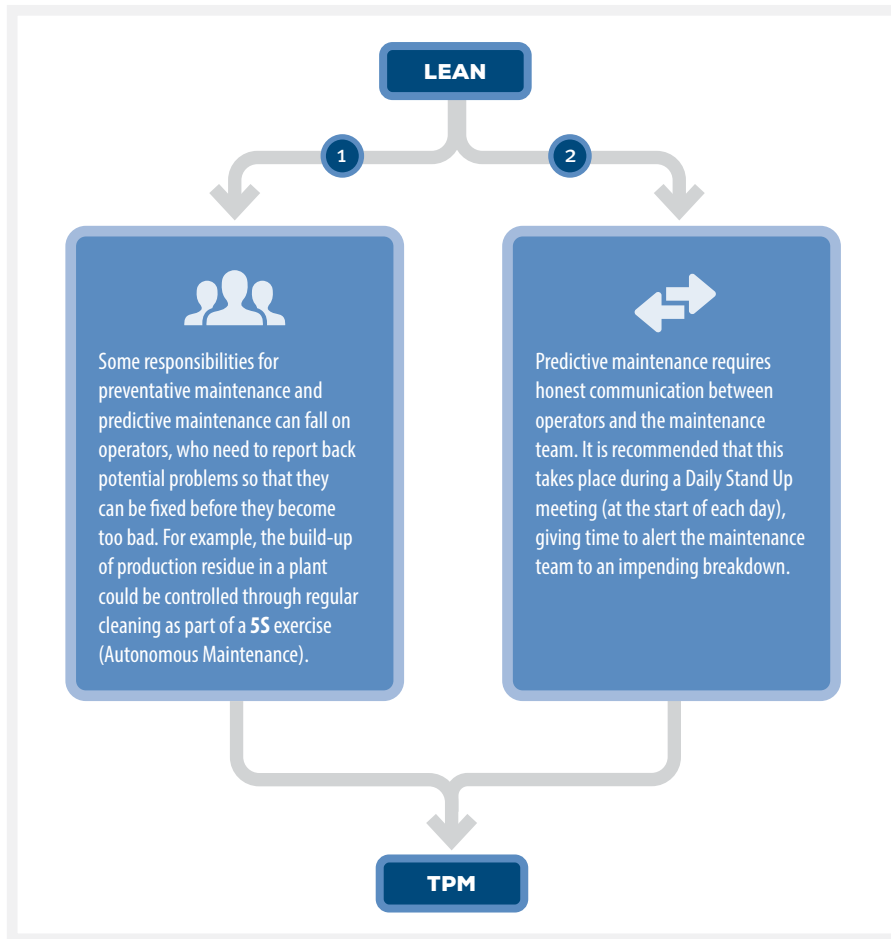 LEAN
1
2
Some responsibilities for
preventative maintenance and
predictive maintenance can fall on
operators, who need to report back
potential problems so that they
can be fixed before they become
too bad. For example, the build-up
of production residue in a plant
could be controlled through regular
cleaning as part of a 5S exercise
(Autonomous Maintenance).
Predictive maintenance requires
honest communication between
operators and the maintenance
team. It is recommended that this
takes place during a Daily Stand Up
meeting (at the start of each day),
giving time to alert the maintenance
team to an impending breakdown.
TPM